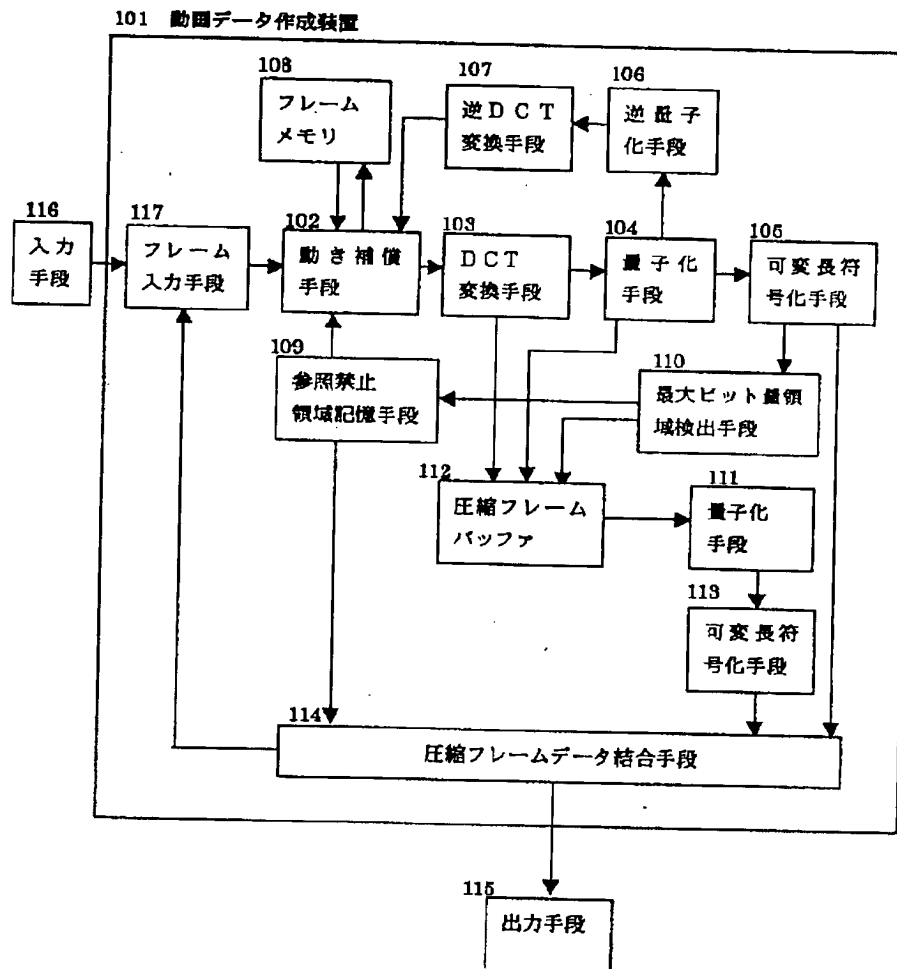 101 動画データ作成装置
108
フレーム
メモリ
107
逆DCT
変換手段
106
逆量子
化手段
116
入力
手段
117
フレーム
入力手段
102
動き補償
手段
103
DCT
変換手段
104
量子化
手段
105
可変長符
号化手段
109
参照禁止
領域記憶手段
110
最大ビット量領
域検出手段
112
圧縮フレーム
バッファ
111
量子化
手段
113
可変長符
号化手段
114
圧縮フレームデータ結合手段
115
出力手段